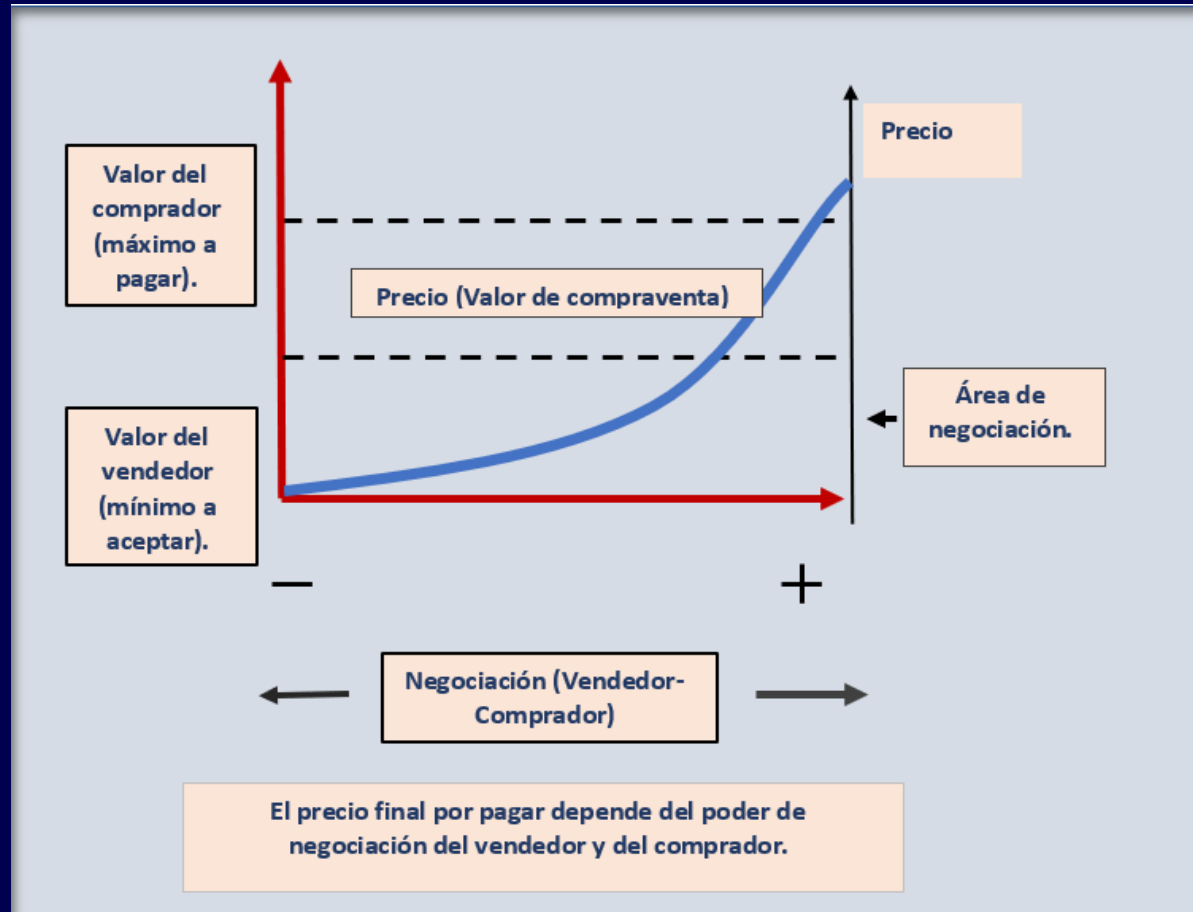 Precio
Valor del
comprador
(máximo a
pagar).
Precio (Valor de compraventa)
Área de
negociación.
Valor del
vendedor
(mínimo a
aceptar).
—
+
Negociación (Vendedor-
Comprador)
El precio final por pagar depende del poder de
negociación del vendedor y del comprador.